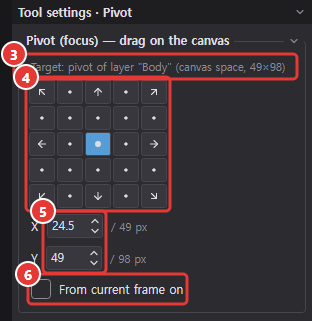 Tool settings · Pivot
Pivot (focus) — drag on the canvas
3
Target: pivot of layer "Body" (canvas space, 49×98)
4
5
X 24.5 / 49 px
Y 49 / 98 px
6
From current frame on